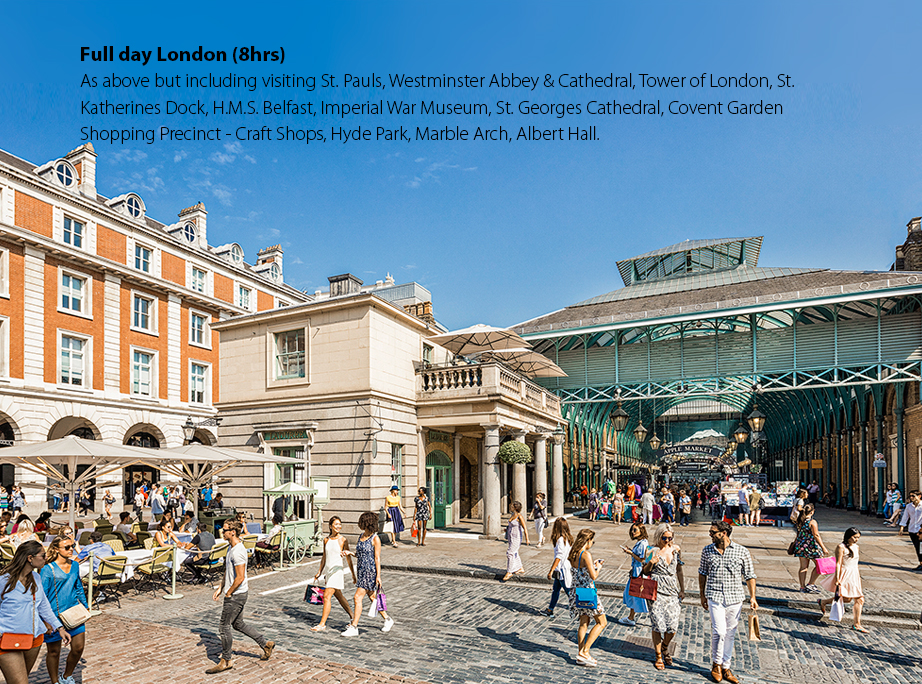 Full day London (8hrs)
As above but including visiting St. Pauls, Westminster Abbey & Cathedral, Tower of London, St.
Katherines Dock, H.M.S. Belfast, Imperial War Museum, St. Georges Cathedral, Covent Garden
Shopping Precinct - Craft Shops, Hyde Park, Marble Arch, Albert Hall.
APPLE MARKET